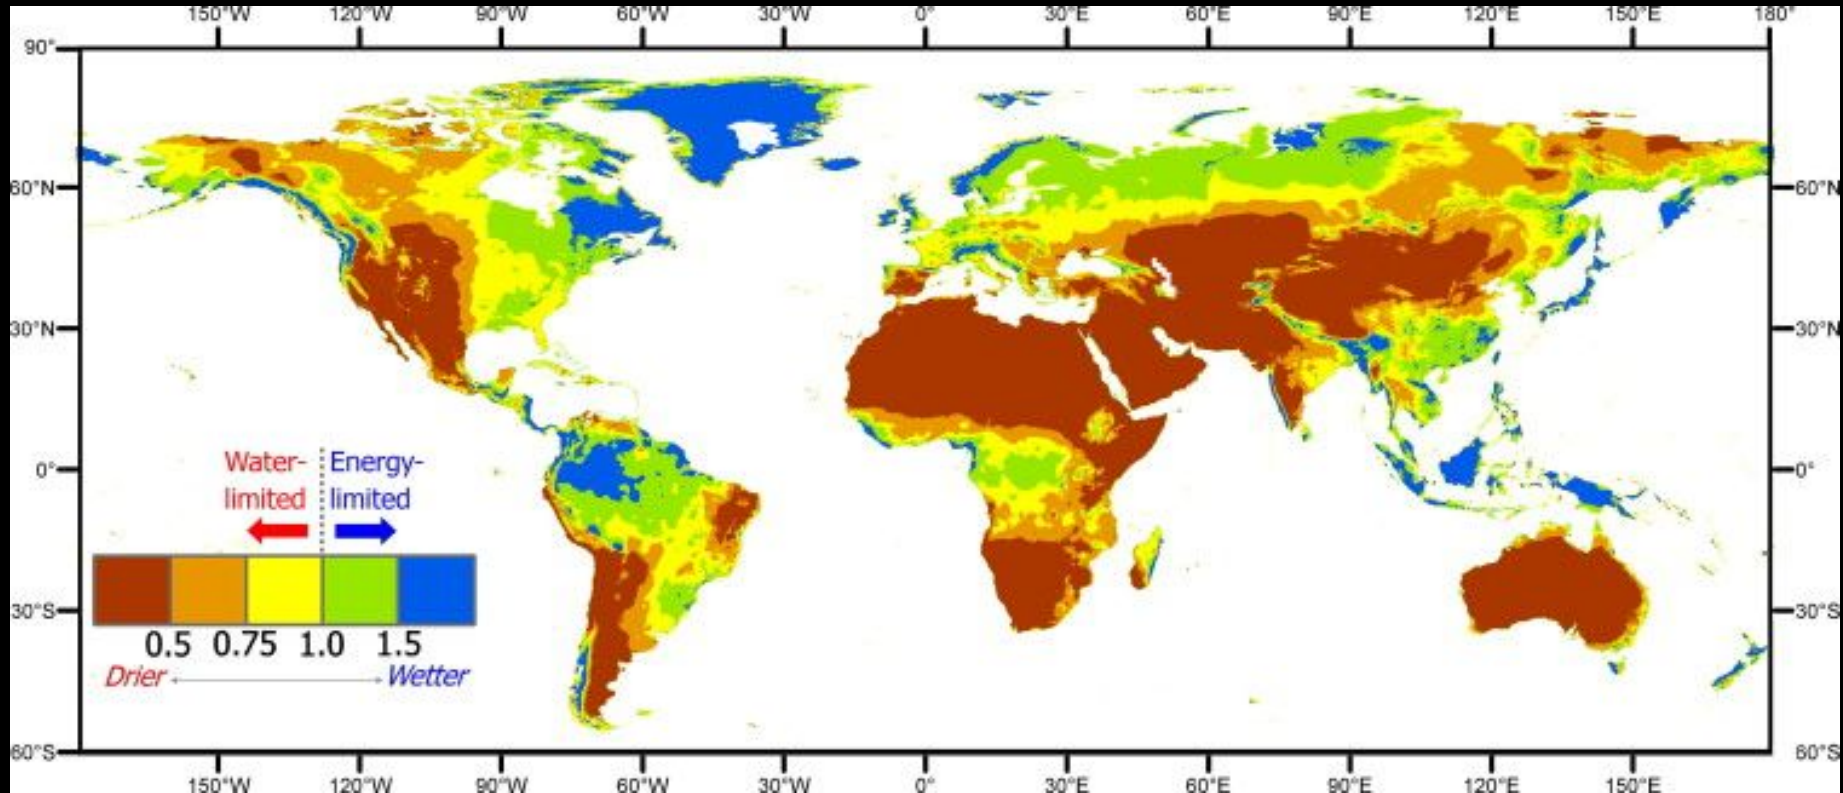 150°W 120°W 90°W 60°W 30°W 0° 30°E 60°E 90°E 120°E 150°E 180°
90°
60°N 60°N
30°N 30°N
0° 0°
30°S 30°S
60°S 60°S
Water- Energy-
limited limited
0.5 0.75 1.0 1.5
Drier Wetter
150°W 120°W 90°W 60°W 30°W 0° 30°E 60°E 90°E 120°E 150°E